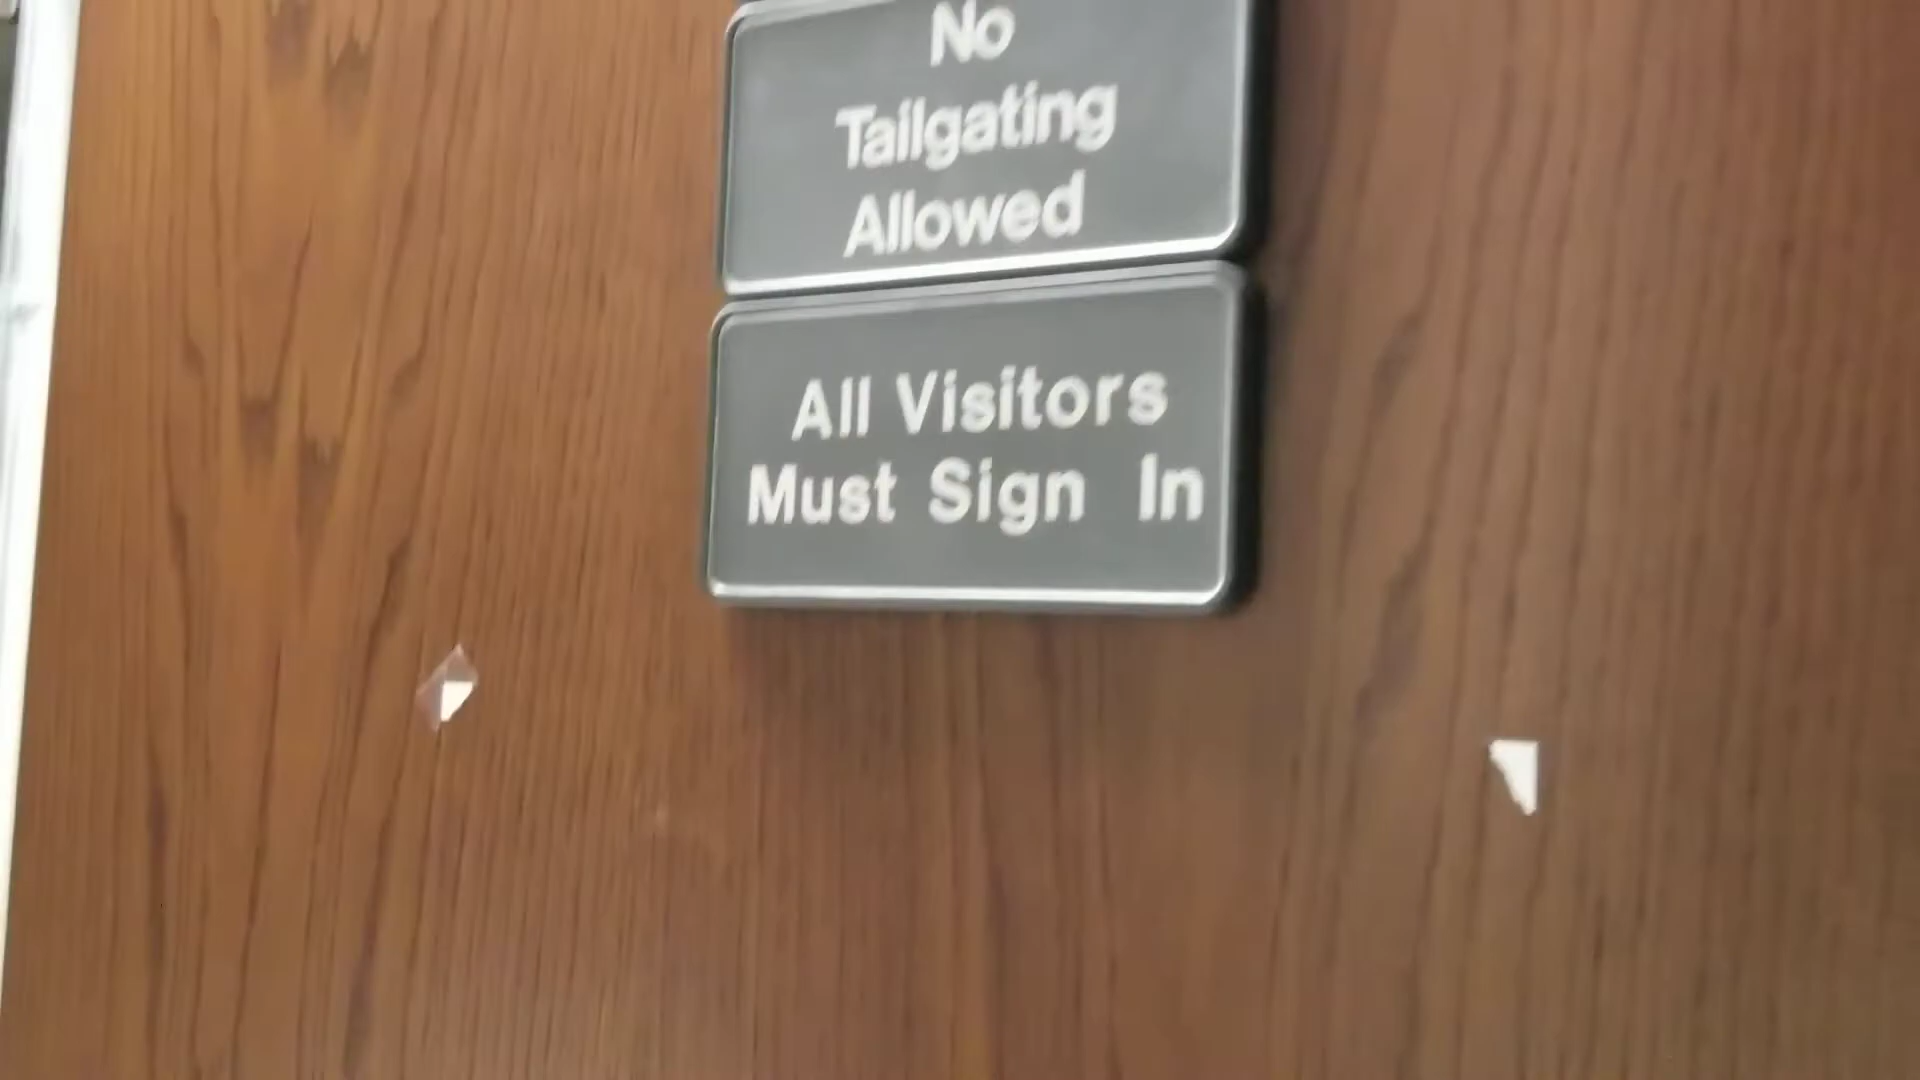 No
Tailgating
Allowed
All Visitors
Must Sign In